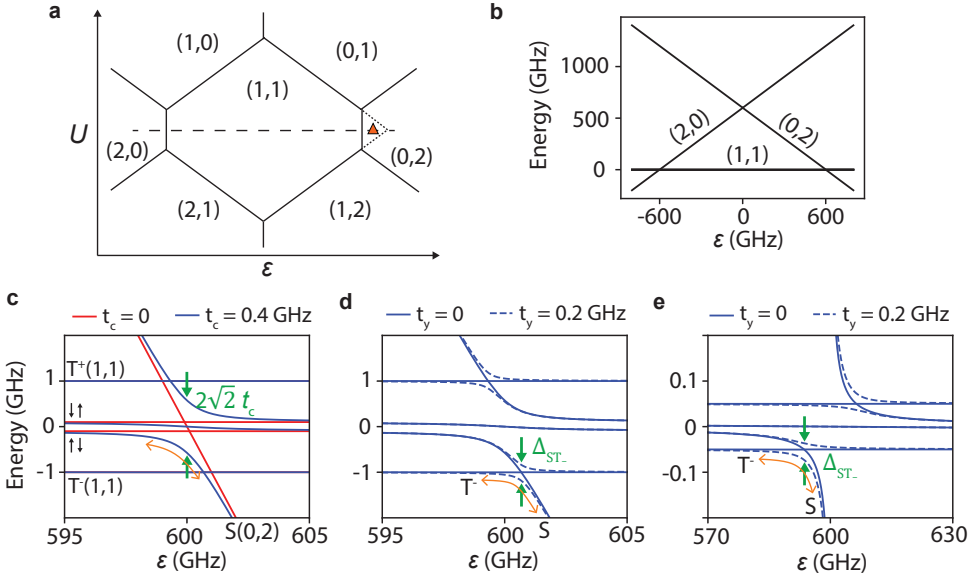 a
(1,0)
(0,1)
(1,1)
U
(2,0)
(0,2)
(2,1)
(1,2)
ε
b
Energy (GHz)
1000
500
0
(2,0)
(0,2)
(1,1)
-600
0
600
ε (GHz)
c
t_c = 0
t_c = 0.4 GHz
Energy (GHz)
1
0
-1
T⁺(1,1)
↓↑
↑↓
T⁻(1,1)
2√2 t_c
S(0,2)
595
600
605
ε (GHz)
d
t_y = 0
t_y = 0.2 GHz
1
0
-1
Δ_ST₋
T⁻
S
595
600
605
ε (GHz)
e
t_y = 0
t_y = 0.2 GHz
0.1
0
-0.1
Δ_ST₋
T⁻
S
570
600
630
ε (GHz)